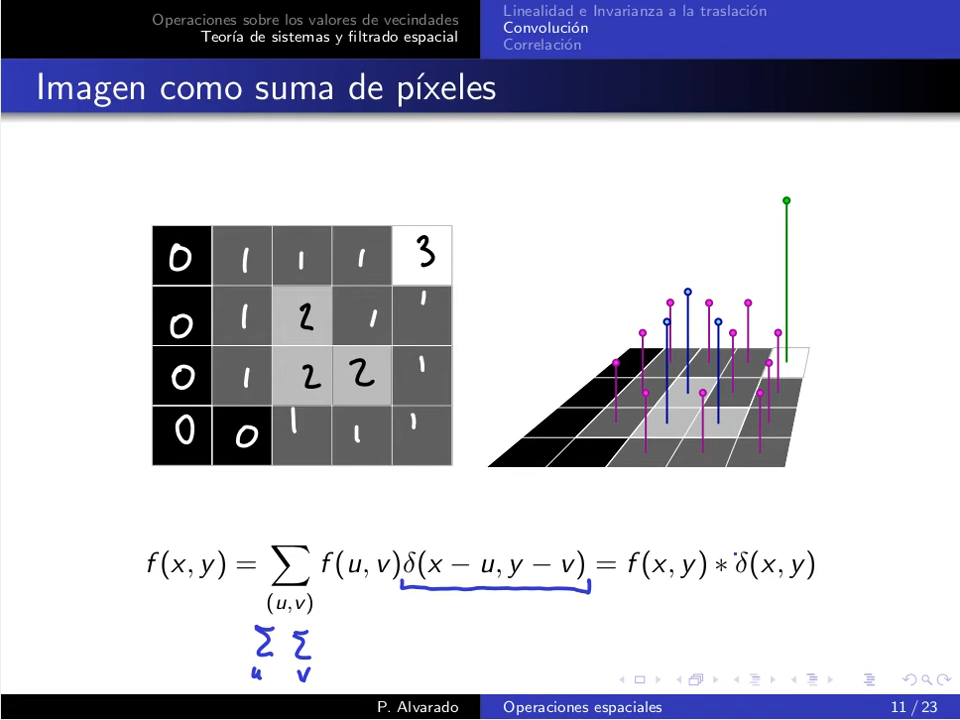 Operaciones sobre los valores de vecindades
Teoría de sistemas y filtrado espacial
Linealidad e Invarianza a la traslación
Convolución
Correlación
Imagen como suma de píxeles
0 1 1 1 3
0 1 2 1 1
0 1 2 2 1
0 0 1 1 1
f(x, y) = ∑ f(u, v)δ(x − u, y − v) = f(x, y) ∗ δ(x, y)
(u,v)
∑ ∑
u v
P. Alvarado
Operaciones espaciales
11 / 23